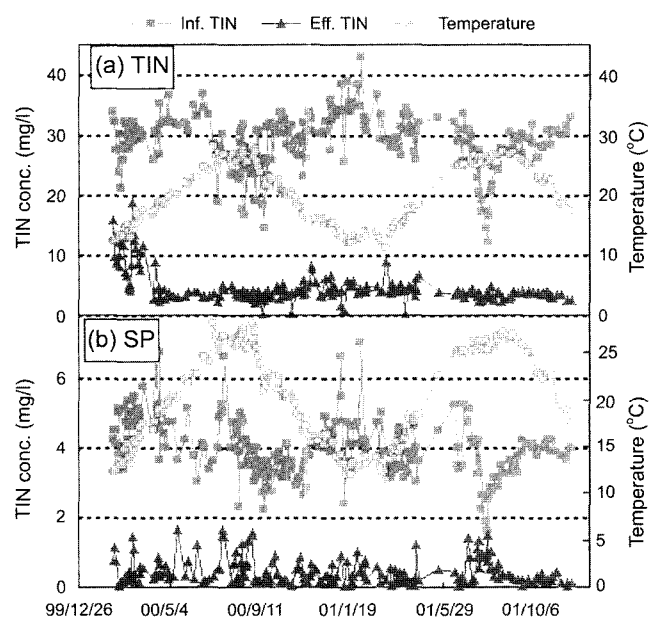 Inf. TIN Eff. TIN Temperature
(a) TIN
40
30
20
10
0
TIN conc. (mg/l)
40
30
20
10
0
Temperature (°C)
(b) SP
6
4
2
0
TIN conc. (mg/l)
25
20
15
10
5
0
Temperature (°C)
99/12/26 00/5/4 00/9/11 01/1/19 01/5/29 01/10/6